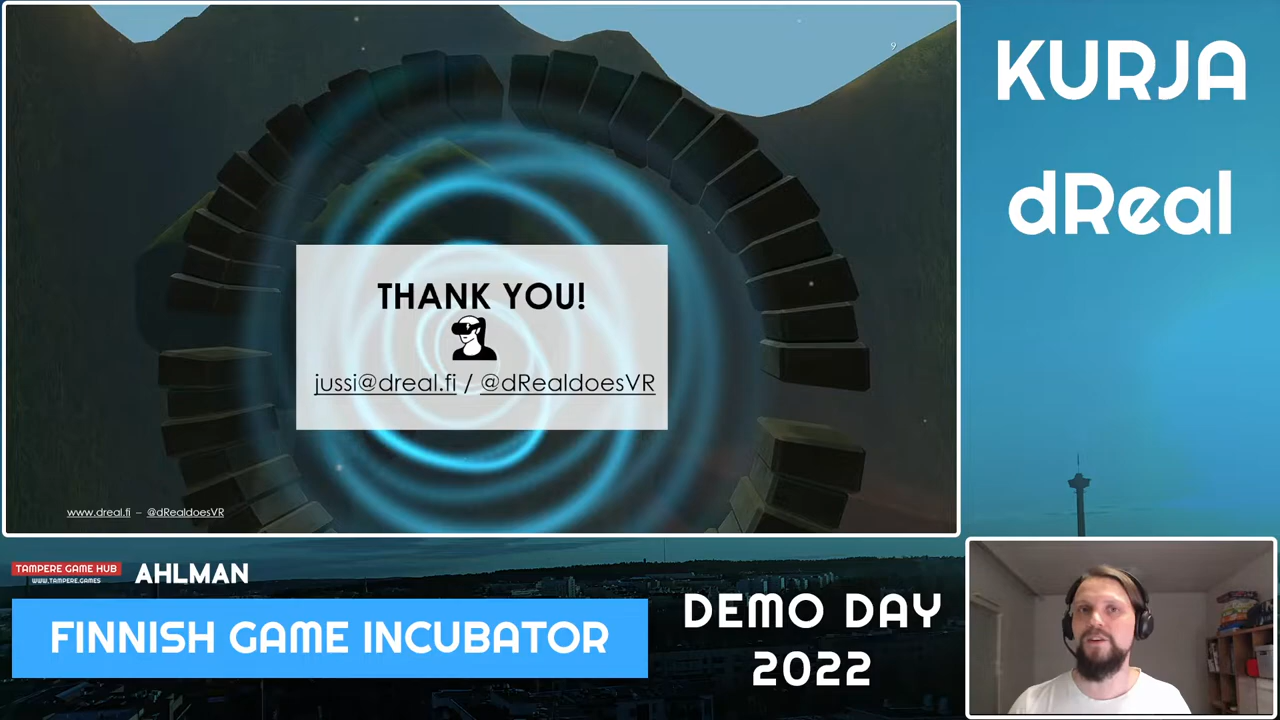 9
KURJA
dReal
THANK YOU!
jussi@dreal.fi / @dRealdoesVR
www.dreal.fi – @dRealdoesVR
TAMPERE GAME HUB
WWW.TAMPERE.GAMES
AHLMAN
FINNISH GAME INCUBATOR
DEMO DAY
2022